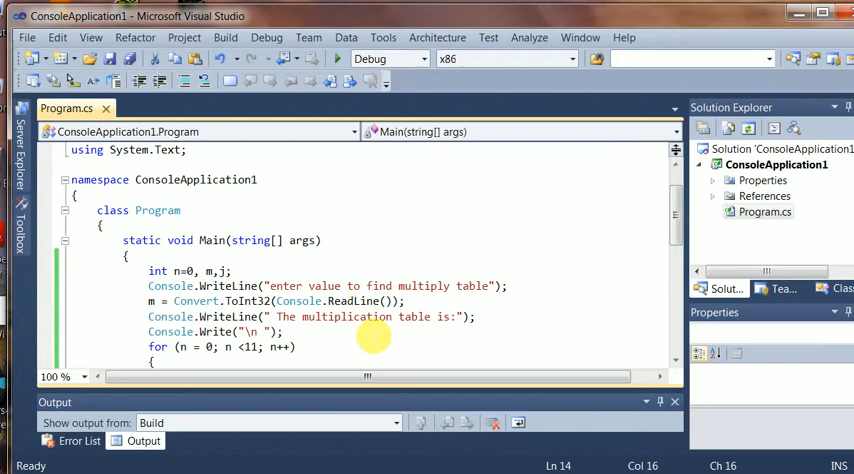 ConsoleApplication1 - Microsoft Visual Studio
File Edit View Refactor Project Build Debug Team Data Tools Architecture Test Analyze Window Help
Debug x86
Program.cs
ConsoleApplication1.Program Main(string[] args)
using System.Text;
namespace ConsoleApplication1
{
class Program
{
static void Main(string[] args)
{
int n=0, m,j;
Console.WriteLine("enter value to find multiply table");
m = Convert.ToInt32(Console.ReadLine());
Console.WriteLine(" The multiplication table is:");
Console.Write("\n ");
for (n = 0; n <11; n++)
{
100 %
Server Explorer
Toolbox
Solution Explorer
Solution 'ConsoleApplication1
ConsoleApplication1
Properties
References
Program.cs
Solut... Tea... Class
Properties
Output
Show output from: Build
Error List Output
Ready Ln 14 Col 16 Ch 16 INS